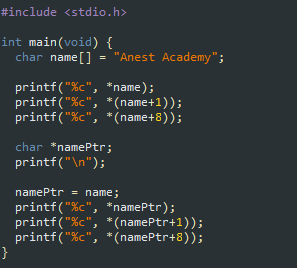 #include <stdio.h>
int main(void) {
char name[] = "Anest Academy";
printf("%c", *name);
printf("%c", *(name+1));
printf("%c", *(name+8));
char *namePtr;
printf("\n");
namePtr = name;
printf("%c", *namePtr);
printf("%c", *(namePtr+1));
printf("%c", *(namePtr+8));
}